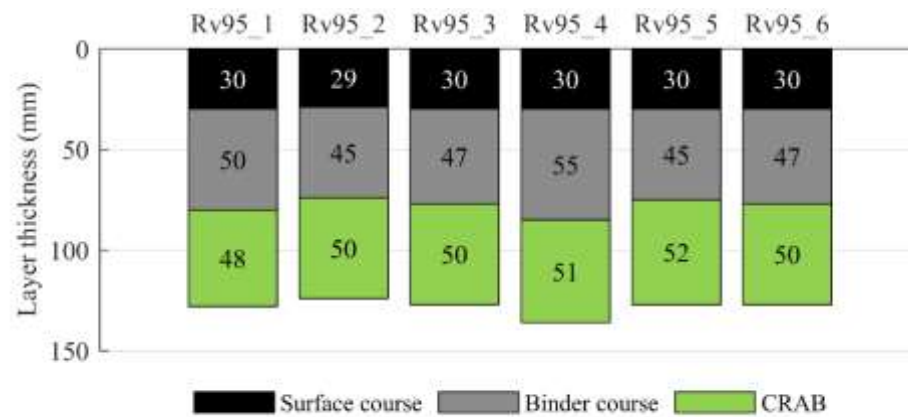 Rv95_1 Rv95_2 Rv95_3 Rv95_4 Rv95_5 Rv95_6
0
30 29 30 30 30 30
50
50 45 47 55 45 47
100
48 50 50 51 52 50
150
Layer thickness (mm)
Surface course Binder course CRAB